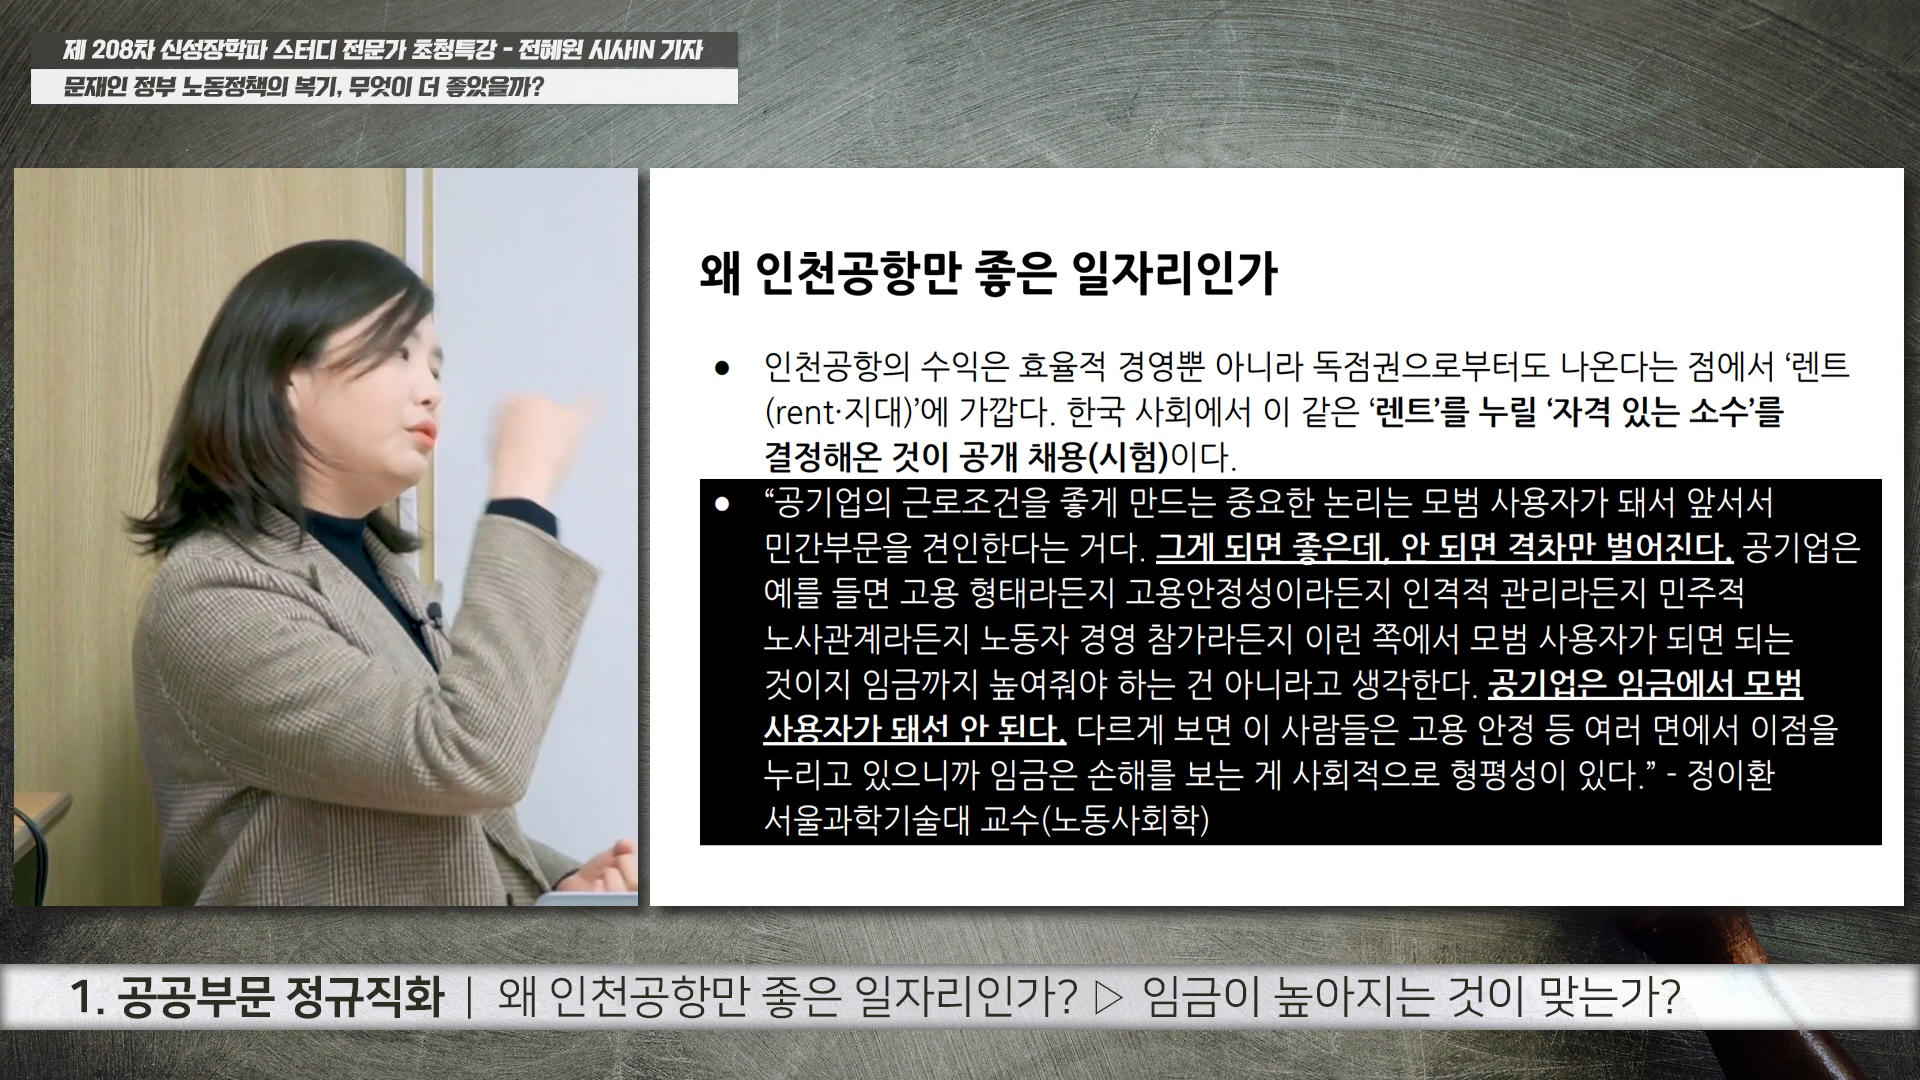 제 208차 신성장학파 스터디 전문가 초청특강 - 전혜원 시사IN 기자
문재인 정부 노동정책의 복기, 무엇이 더 좋았을까?
왜 인천공항만 좋은 일자리인가
● 인천공항의 수익은 효율적 경영뿐 아니라 독점권으로부터도 나온다는 점에서 ‘렌트
(rent·지대)’에 가깝다. 한국 사회에서 이 같은 ‘렌트’를 누릴 ‘자격 있는 소수’를
결정해온 것이 공개 채용(시험)이다.
● “공기업의 근로조건을 좋게 만드는 중요한 논리는 모범 사용자가 돼서 앞서서
민간부문을 견인한다는 거다. 그게 되면 좋은데, 안 되면 격차만 벌어진다. 공기업은
예를 들면 고용 형태라든지 고용안정성이라든지 인격적 관리라든지 민주적
노사관계라든지 노동자 경영 참가라든지 이런 쪽에서 모범 사용자가 되면 되는
것이지 임금까지 높여줘야 하는 건 아니라고 생각한다. 공기업은 임금에서 모범
사용자가 돼선 안 된다. 다르게 보면 이 사람들은 고용 안정 등 여러 면에서 이점을
누리고 있으니까 임금은 손해를 보는 게 사회적으로 형평성이 있다.” - 정이환
서울과학기술대 교수(노동사회학)
1. 공공부문 정규직화 | 왜 인천공항만 좋은 일자리인가? ▷ 임금이 높아지는 것이 맞는가?